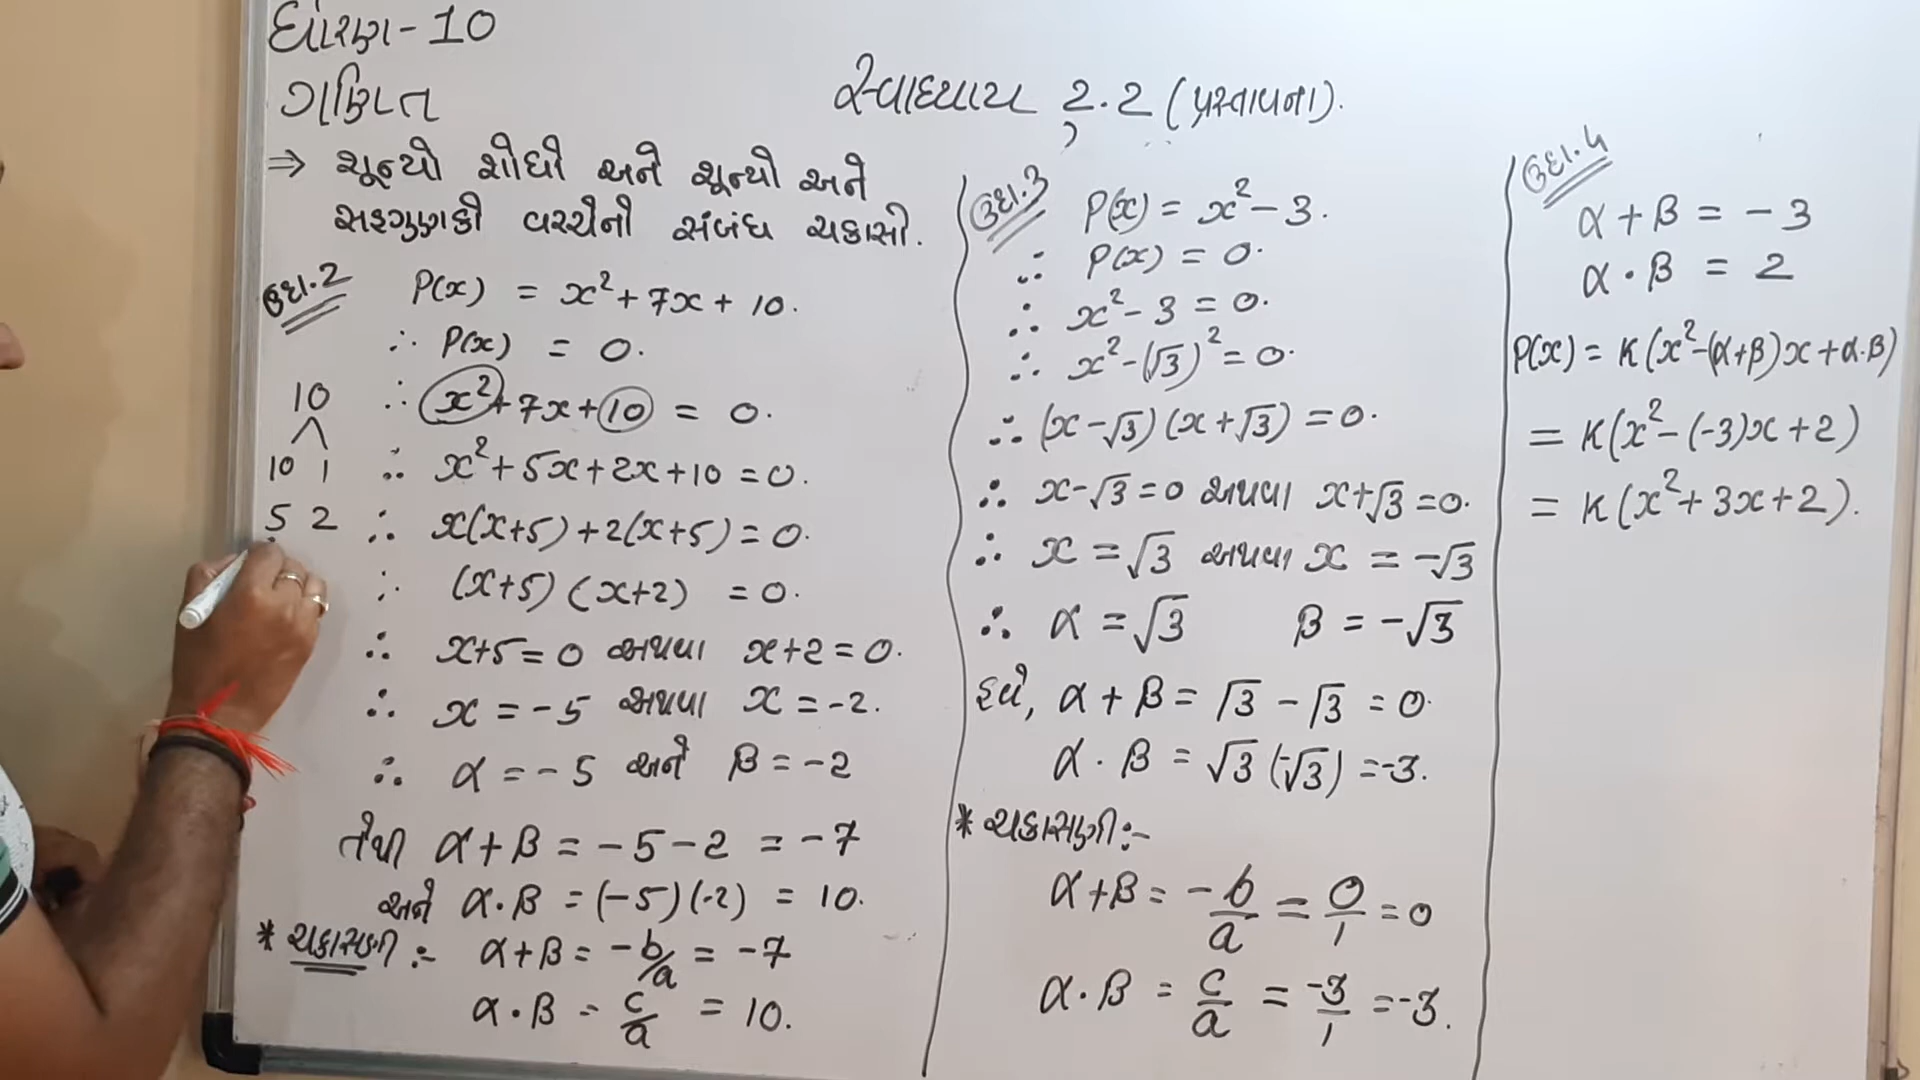 ધોરણ-10
ગણિત
સ્વાધ્યાય 2.2 (પ્રસ્તાવના).
⇒ શૂન્યો શોધો અને શૂન્યો અને
સહગુણકો વચ્ચેનો સંબંધ ચકાસો.
ઉદા.2
P(x) = x²+7x+10.
∴ P(x) = 0.
∴ x²+7x+10 = 0.
10
10 1
5 2
∴ x²+5x+2x+10=0.
∴ x(x+5)+2(x+5)=0.
∴ (x+5)(x+2) = 0.
∴ x+5=0 અથવા x+2=0.
∴ x=-5 અથવા x=-2.
∴ α=-5 અને β=-2
તેથી α+β=-5-2 = -7
અને α.β =(-5)(-2) = 10.
* ચકાસણી :- α+β = -b/a = -7
α.β = c/a = 10.
ઉદા.3
P(x) = x²-3.
∴ P(x) = 0.
∴ x²-3 = 0.
∴ x²-(√3)²=0.
∴ (x-√3)(x+√3)=0.
∴ x-√3=0 અથવા x+√3=0.
∴ x=√3 અથવા x = -√3
∴ α=√3 β=-√3
હવે, α+β = √3-√3 = 0.
α.β = √3(-√3) =-3.
* ચકાસણી:-
α+β = -b/a = 0/1 = 0
α.β = c/a = -3/1 =-3.
ઉદા.4
α+β = -3
α.β = 2
P(x) = K(x²-(α+β)x+α.β)
= K(x²-(-3)x+2)
= K(x²+3x+2).